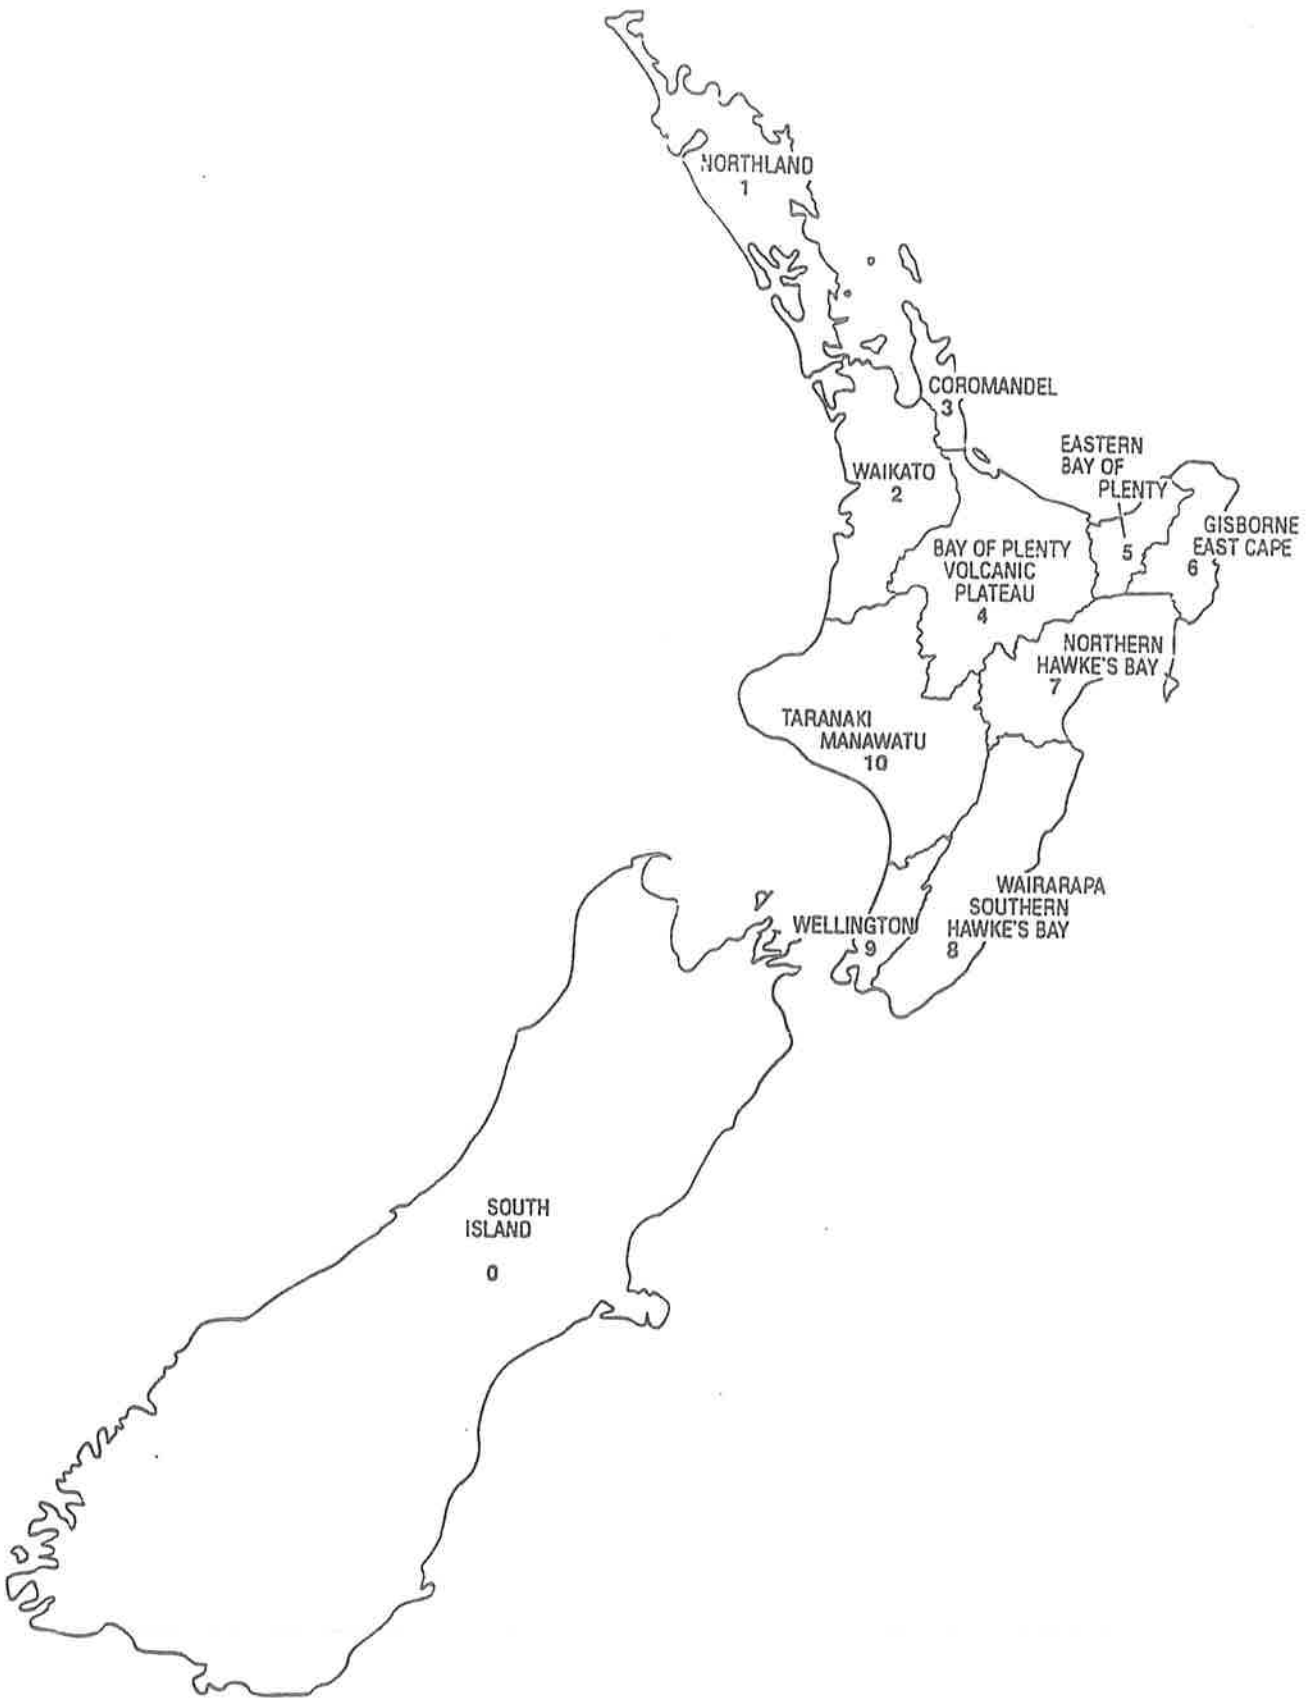 NORTHLAND
1
COROMANDEL
3
WAIKATO
2
EASTERN
BAY OF
PLENTY
5
GISBORNE
EAST CAPE
6
BAY OF PLENTY
VOLCANIC
PLATEAU
4
NORTHERN
HAWKE'S BAY
7
TARANAKI
MANAWATU
10
WAIRARAPA
SOUTHERN
HAWKE'S BAY
8
WELLINGTON
9
SOUTH
ISLAND
0